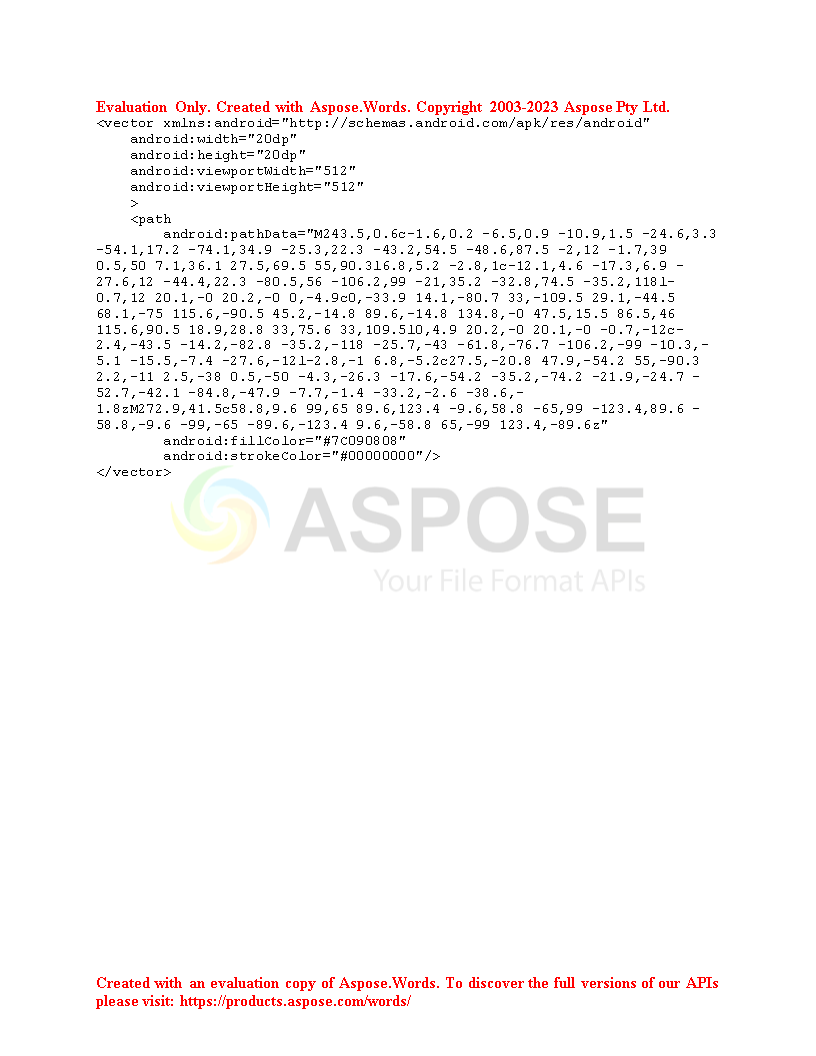 Evaluation Only. Created with Aspose.Words. Copyright 2003-2023 Aspose Pty Ltd.
<vector xmlns:android="http://schemas.android.com/apk/res/android"
    android:width="20dp"
    android:height="20dp"
    android:viewportWidth="512"
    android:viewportHeight="512"
    >
    <path
        android:pathData="M243.5,0.6c-1.6,0.2 -6.5,0.9 -10.9,1.5 -24.6,3.3
-54.1,17.2 -74.1,34.9 -25.3,22.3 -43.2,54.5 -48.6,87.5 -2,12 -1.7,39
0.5,50 7.1,36.1 27.5,69.5 55,90.3l6.8,5.2 -2.8,1c-12.1,4.6 -17.3,6.9 -
27.6,12 -44.4,22.3 -80.5,56 -106.2,99 -21,35.2 -32.8,74.5 -35.2,118l-
0.7,12 20.1,-0 20.2,-0 0,-4.9c0,-33.9 14.1,-80.7 33,-109.5 29.1,-44.5
68.1,-75 115.6,-90.5 45.2,-14.8 89.6,-14.8 134.8,-0 47.5,15.5 86.5,46
115.6,90.5 18.9,28.8 33,75.6 33,109.5l0,4.9 20.2,-0 20.1,-0 -0.7,-12c-
2.4,-43.5 -14.2,-82.8 -35.2,-118 -25.7,-43 -61.8,-76.7 -106.2,-99 -10.3,-
5.1 -15.5,-7.4 -27.6,-12l-2.8,-1 6.8,-5.2c27.5,-20.8 47.9,-54.2 55,-90.3
2.2,-11 2.5,-38 0.5,-50 -4.3,-26.3 -17.6,-54.2 -35.2,-74.2 -21.9,-24.7 -
52.7,-42.1 -84.8,-47.9 -7.7,-1.4 -33.2,-2.6 -38.6,-
1.8zM272.9,41.5c58.8,9.6 99,65 89.6,123.4 -9.6,58.8 -65,99 -123.4,89.6 -
58.8,-9.6 -99,-65 -89.6,-123.4 9.6,-58.8 65,-99 123.4,-89.6z"
        android:fillColor="#7C090808"
        android:strokeColor="#00000000"/>
</vector>
ASPOSE
Your File Format APIs
Created with an evaluation copy of Aspose.Words. To discover the full versions of our APIs
please visit: https://products.aspose.com/words/